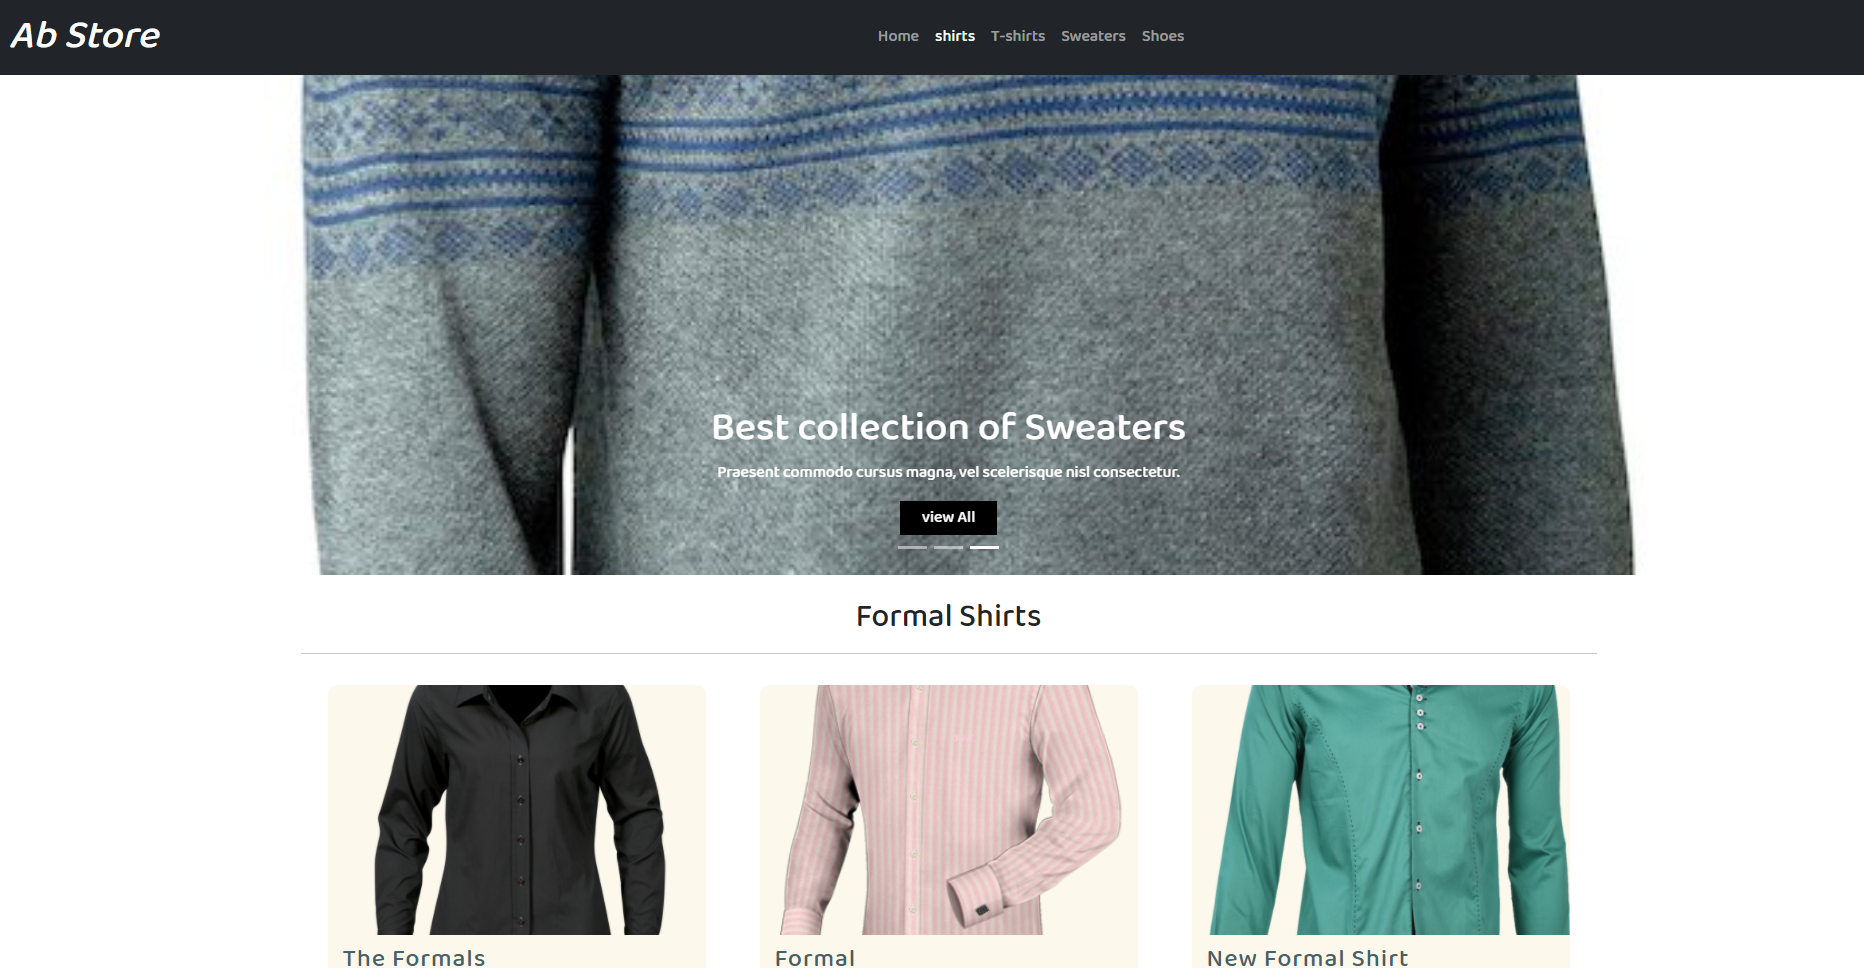 Ab Store
Home shirts T-shirts Sweaters Shoes
Best collection of Sweaters
Praesent commodo cursus magna, vel scelerisque nisl consectetur.
view All
Formal Shirts
The Formals
Formal
New Formal Shirt